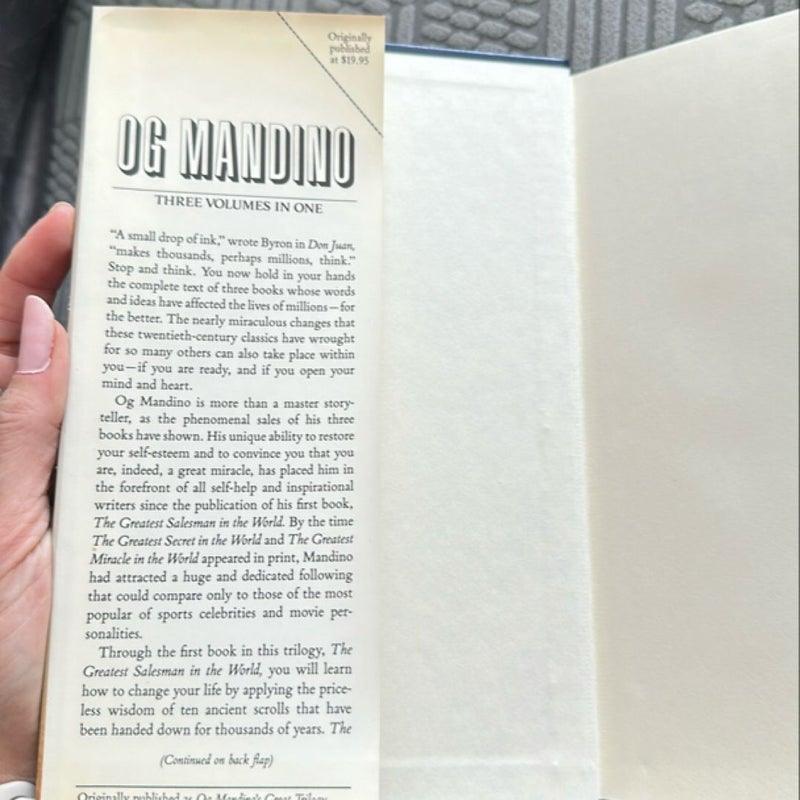 Originally
published
at $19.95
OG MANDINO
THREE VOLUMES IN ONE
“A small drop of ink,” wrote Byron in Don Juan,
“makes thousands, perhaps millions, think.”
Stop and think. You now hold in your hands
the complete text of three books whose words
and ideas have affected the lives of millions—for
the better. The nearly miraculous changes that
these twentieth-century classics have wrought
for so many others can also take place within
you—if you are ready, and if you open your
mind and heart.
Og Mandino is more than a master story-
teller, as the phenomenal sales of his three
books have shown. His unique ability to restore
your self-esteem and to convince you that you
are, indeed, a great miracle, has placed him in
the forefront of all self-help and inspirational
writers since the publication of his first book,
The Greatest Salesman in the World. By the time
The Greatest Secret in the World and The Greatest
Miracle in the World appeared in print, Mandino
had attracted a huge and dedicated following
that could compare only to those of the most
popular of sports celebrities and movie per-
sonalities.
Through the first book in this trilogy, The
Greatest Salesman in the World, you will learn
how to change your life by applying the price-
less wisdom of ten ancient scrolls that have
been handed down for thousands of years. The
(Continued on back flap)
Originally published as Og Mandino's Great Trilogy